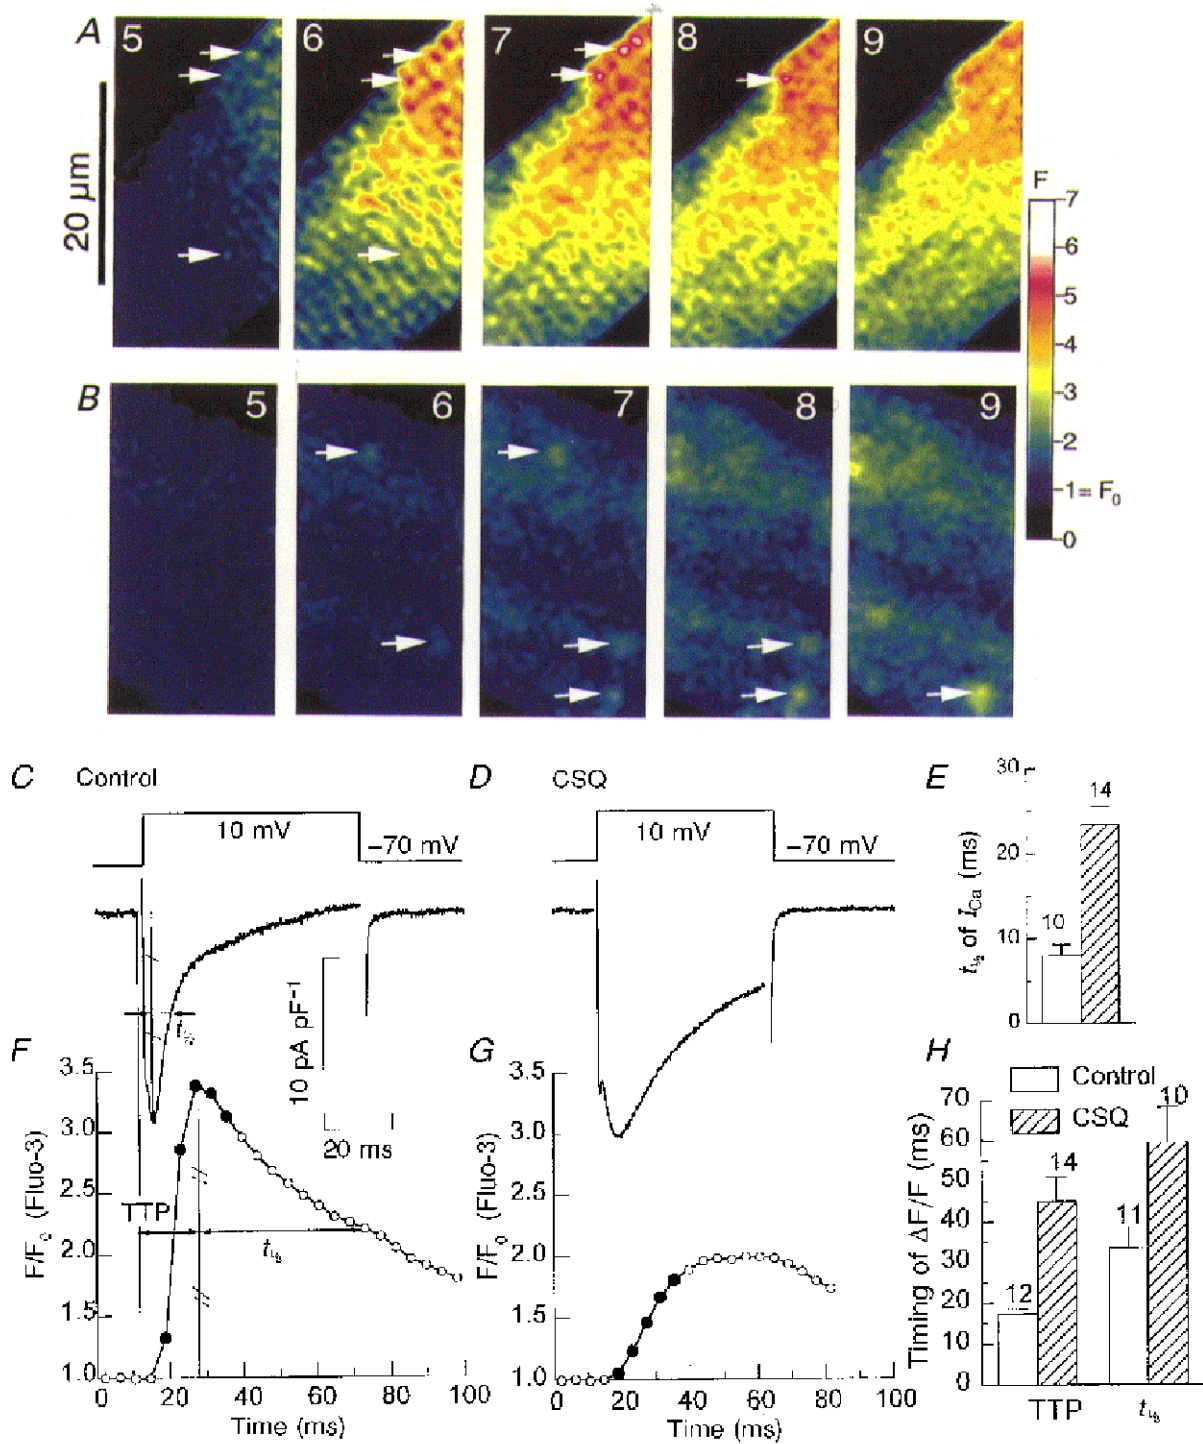 A
5 6 7 8 9
20 µm
F
7
6
5
4
3
2
1 = F₀
0
B
5 6 7 8 9
C Control
10 mV
−70 mV
t½
10 pA pF⁻¹
20 ms
D CSQ
10 mV
−70 mV
E
t½ of I_Ca (ms)
30
20
10
0
10
14
F
F/F₀ (Fluo-3)
3.5
3.0
2.5
2.0
1.5
1.0
TTP
t½
0 20 40 60 80 100
Time (ms)
G
F/F₀ (Fluo-3)
3.5
3.0
2.5
2.0
1.5
1.0
0 20 40 60 80 100
Time (ms)
H
Control
CSQ
Timing of ΔF/F (ms)
70
60
45
40
30
20
10
0
12
14
11
10
TTP t½